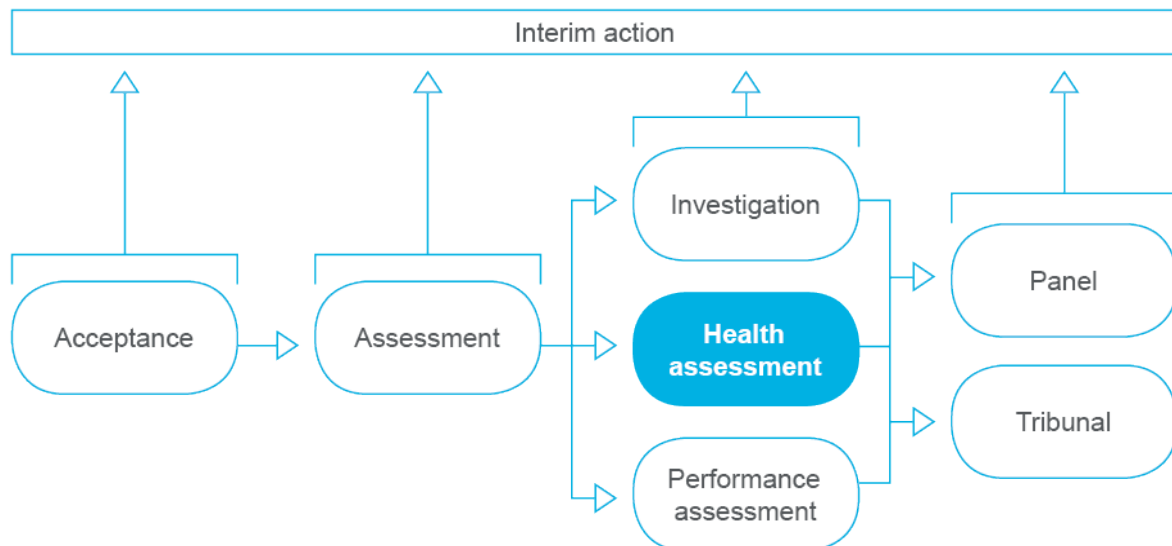 Interim action
Acceptance
Assessment
Investigation
Health
assessment
Performance
assessment
Panel
Tribunal